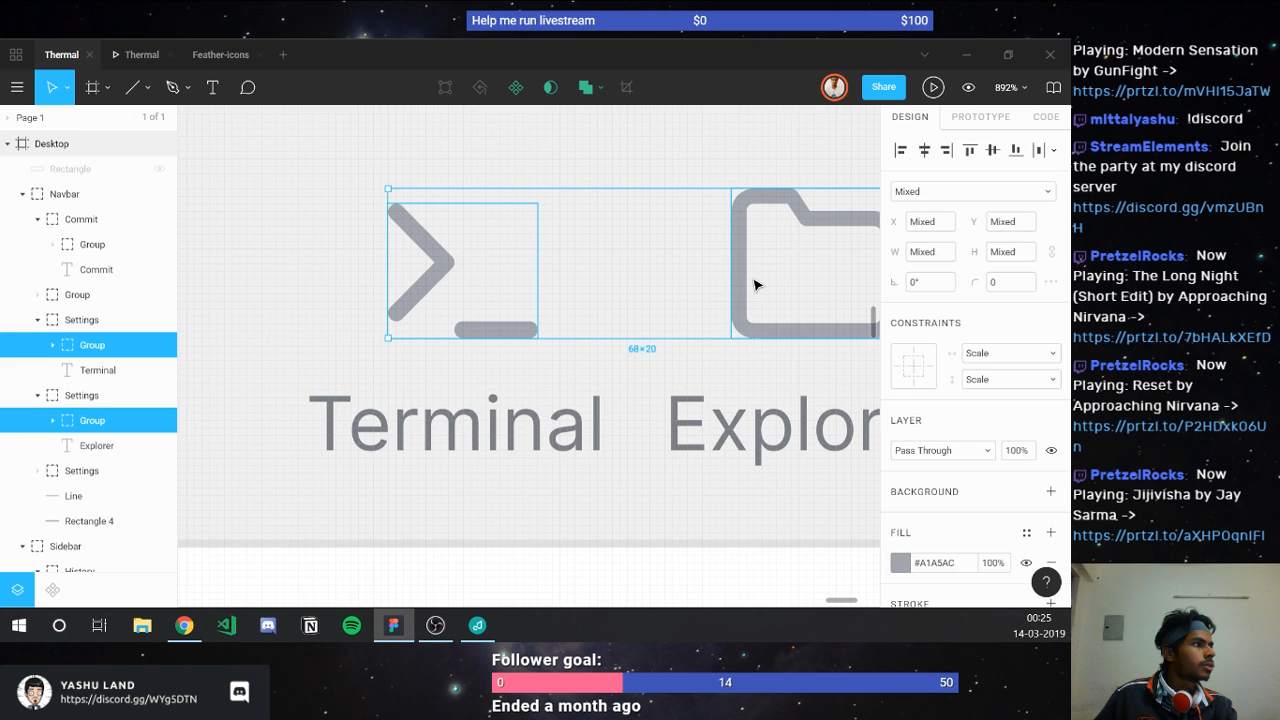 Help me run livestream $0 $100
Thermal Thermal Feather-icons
Share 892%
Page 1 1 of 1
Desktop
Rectangle
Navbar
Commit
Group
Commit
Group
Settings
Group
Terminal
Settings
Group
Explorer
Settings
Line
Rectangle 4
Sidebar
History
68×20
Terminal Explor
DESIGN PROTOTYPE CODE
Mixed
X Mixed Y Mixed
W Mixed H Mixed
0° 0
CONSTRAINTS
Scale
Scale
LAYER
Pass Through 100%
BACKGROUND
FILL
#A1A5AC 100%
STROKE
?
00:25
14-03-2019
Playing: Modern Sensation
by GunFight ->
https://prtzl.to/mVHI15JaTW
mittalyashu: !discord
StreamElements: Join
the party at my discord
server
https://discord.gg/vmzUBn
H
PretzelRocks: Now
Playing: The Long Night
(Short Edit) by Approaching
Nirvana ->
https://prtzl.to/7bHALkXEfD
PretzelRocks: Now
Playing: Reset by
Approaching Nirvana ->
https://prtzl.to/P2HDxk06U
n
PretzelRocks: Now
Playing: Jijivisha by Jay
Sarma ->
https://prtzl.to/aXHP0qnIFI
YASHU LAND
https://discord.gg/WYg5DTN
Follower goal:
0 14 50
Ended a month ago